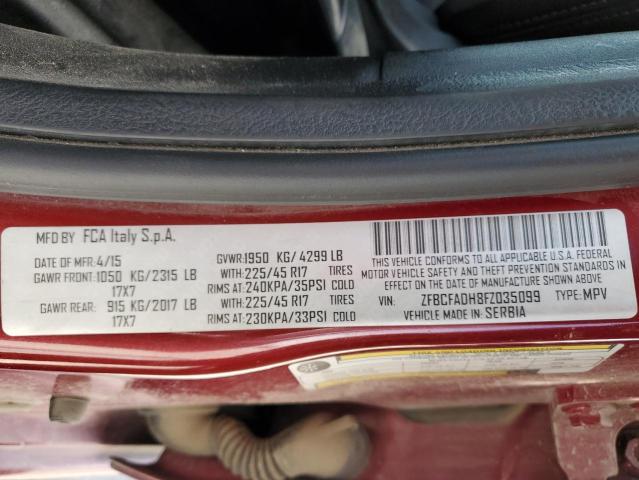 MFD BY FCA Italy S.p.A.
DATE OF MFR 4/15
GVWR:1950 KG/ 4299 LB
GAWR FRONT:1050 KG/2315 LB
17X7
WITH:225/45 R17 TIRES
RIMS AT:240KPA/35PSI COLD
GAWR REAR: 915 KG/2017 LB
17X7
WITH:225/45 R17 TIRES
RIMS AT:230KPA/33PSI COLD
THIS VEHICLE CONFORMS TO ALL APPLICABLE U.S.A. FEDERAL
MOTOR VEHICLE SAFETY AND THEFT PREVENTION STANDARDS IN
EFFECT ON THE DATE OF MANUFACTURE SHOWN ABOVE.
VIN: ZFBCFADH8FZ035099 TYPE: MPV
VEHICLE MADE IN: SERBIA